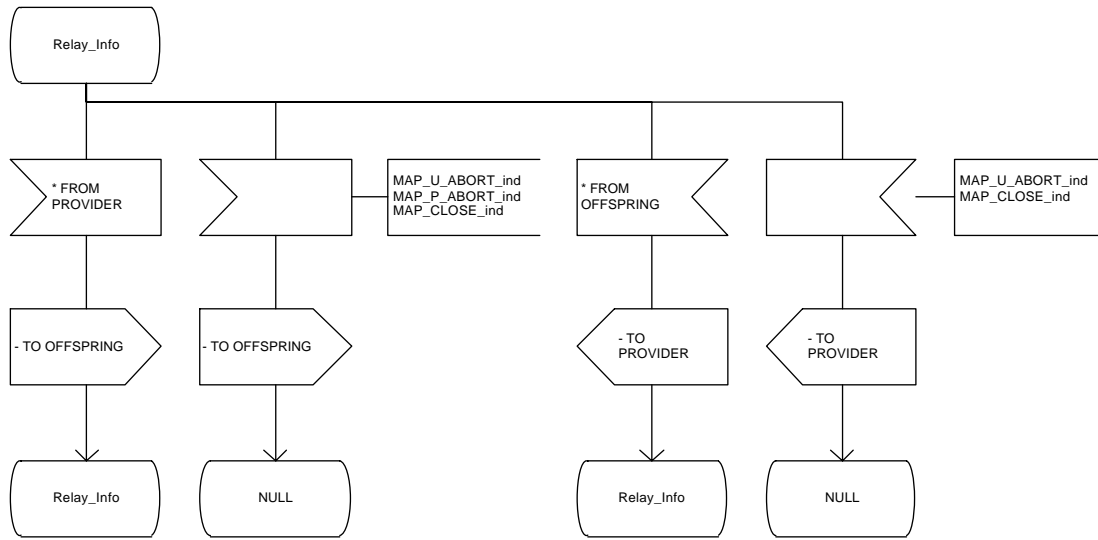 Relay_Info
* FROM
PROVIDER
MAP_U_ABORT_ind
MAP_P_ABORT_ind
MAP_CLOSE_ind
* FROM
OFFSPRING
MAP_U_ABORT_ind
MAP_CLOSE_ind
- TO OFFSPRING
- TO OFFSPRING
- TO
PROVIDER
- TO
PROVIDER
Relay_Info
NULL
Relay_Info
NULL